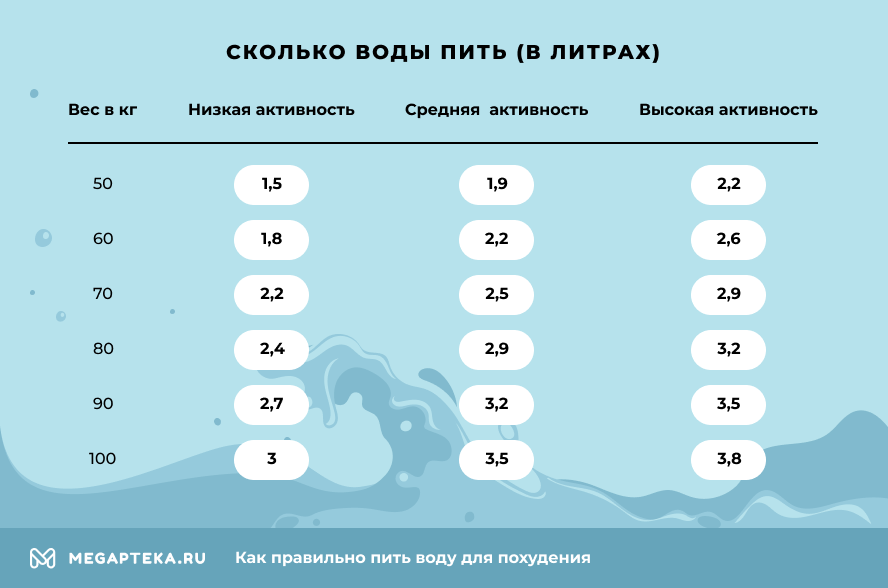 СКОЛЬКО ВОДЫ ПИТЬ (В ЛИТРАХ)
Вес в кг Низкая активность Средняя активность Высокая активность
50 1,5 1,9 2,2
60 1,8 2,2 2,6
70 2,2 2,5 2,9
80 2,4 2,9 3,2
90 2,7 3,2 3,5
100 3 3,5 3,8
MEGAPTEKA.RU Как правильно пить воду для похудения